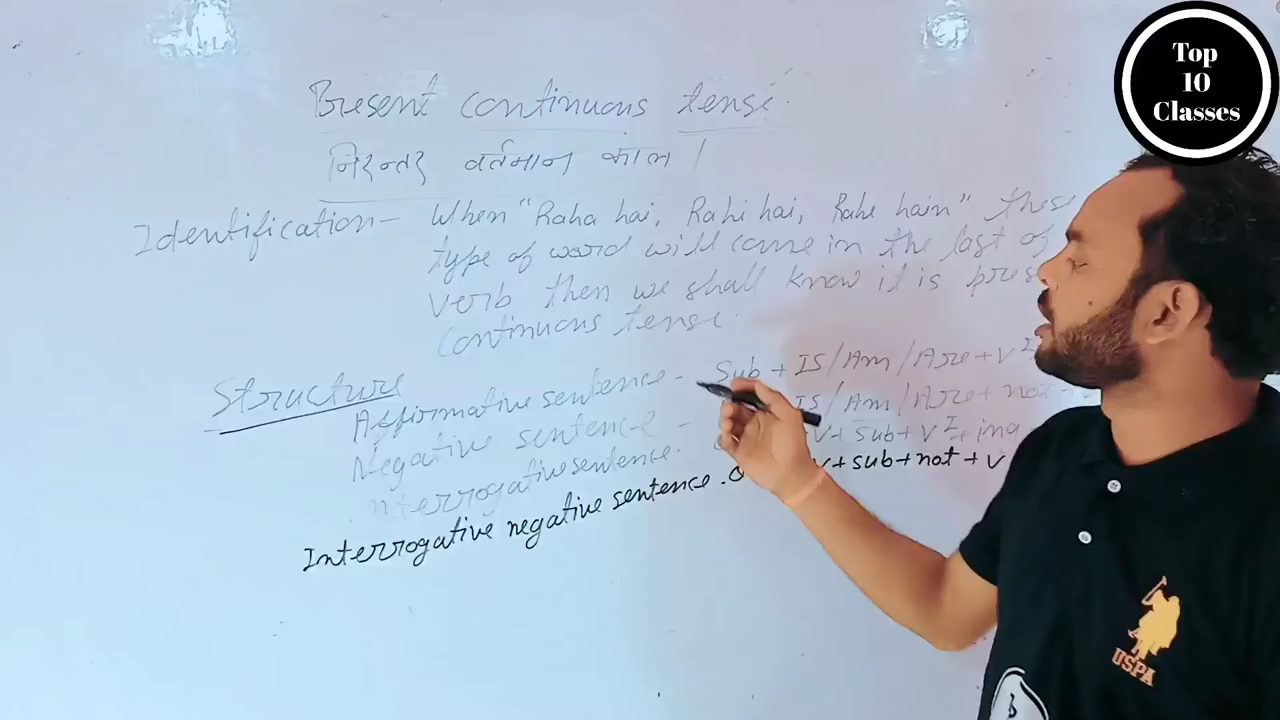 Present continuous tense.
निरन्तर वर्तमान काल।
Identification - When "Raha hai, Rahi hai, Rahe hain" these
type of word will come in the last of
verb then we shall know it is pres
continuous tense.
Structure
Affirmative sentence - Sub + IS/Am/Are + V I
Negative sentence - IS/Am/Are + not
Interrogative sentence. V + Sub + V I + ing
Interrogative negative sentence. V + sub + not + V
Top
10
Classes
USPA